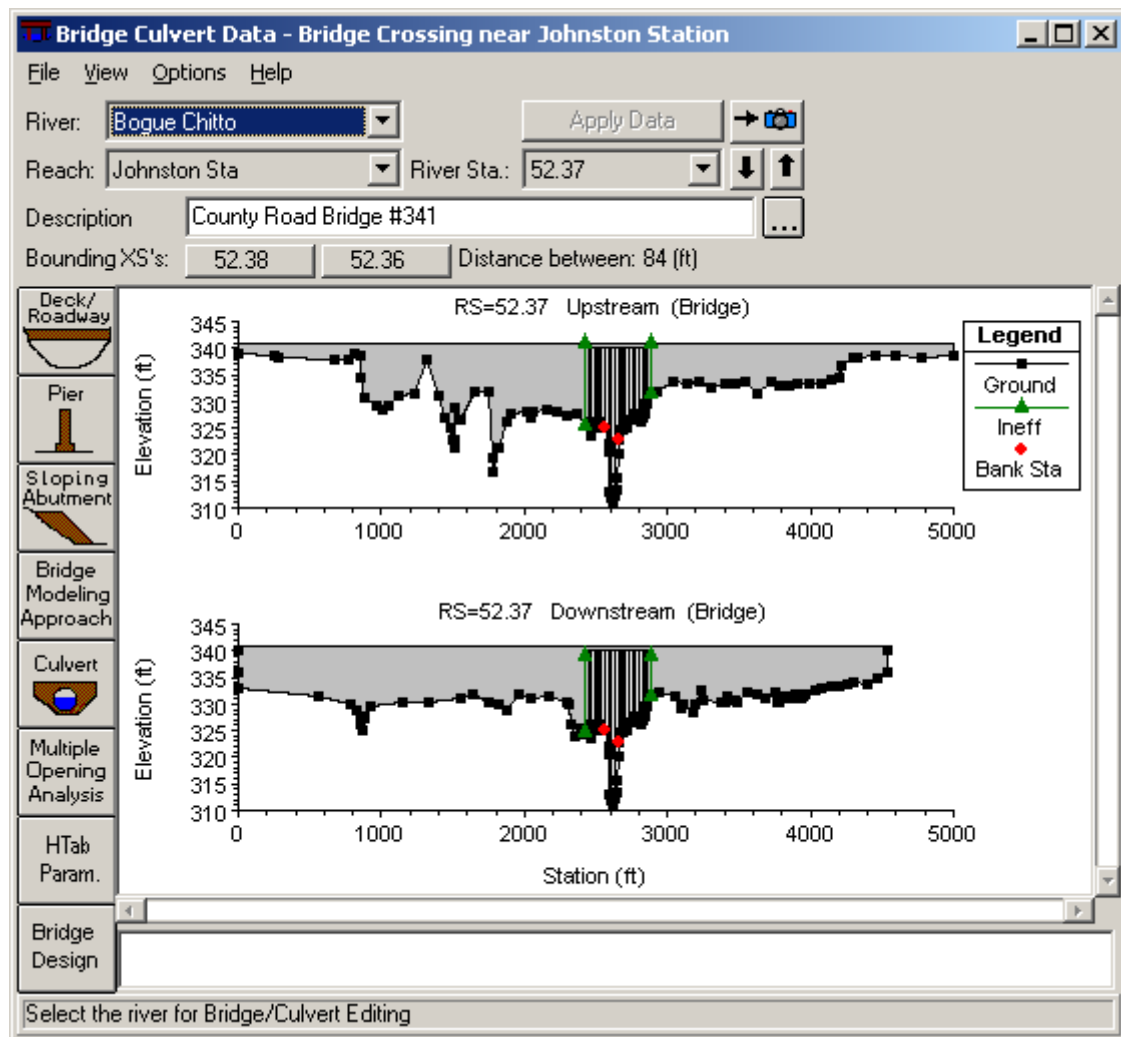 Bridge Culvert Data - Bridge Crossing near Johnston Station
File View Options Help
River: Bogue Chitto Apply Data
Reach: Johnston Sta River Sta.: 52.37
Description County Road Bridge #341 ...
Bounding XS's: 52.38 52.36 Distance between: 84 (ft)
Deck/
Roadway
Pier
Sloping
Abutment
Bridge
Modeling
Approach
Culvert
Multiple
Opening
Analysis
HTab
Param.
Bridge
Design
RS=52.37 Upstream (Bridge)
Elevation (ft)
345
340
335
330
325
320
315
310
0 1000 2000 3000 4000 5000
Legend
Ground
Ineff
Bank Sta
RS=52.37 Downstream (Bridge)
Elevation (ft)
345
340
335
330
325
320
315
310
0 1000 2000 3000 4000 5000
Station (ft)
Select the river for Bridge/Culvert Editing